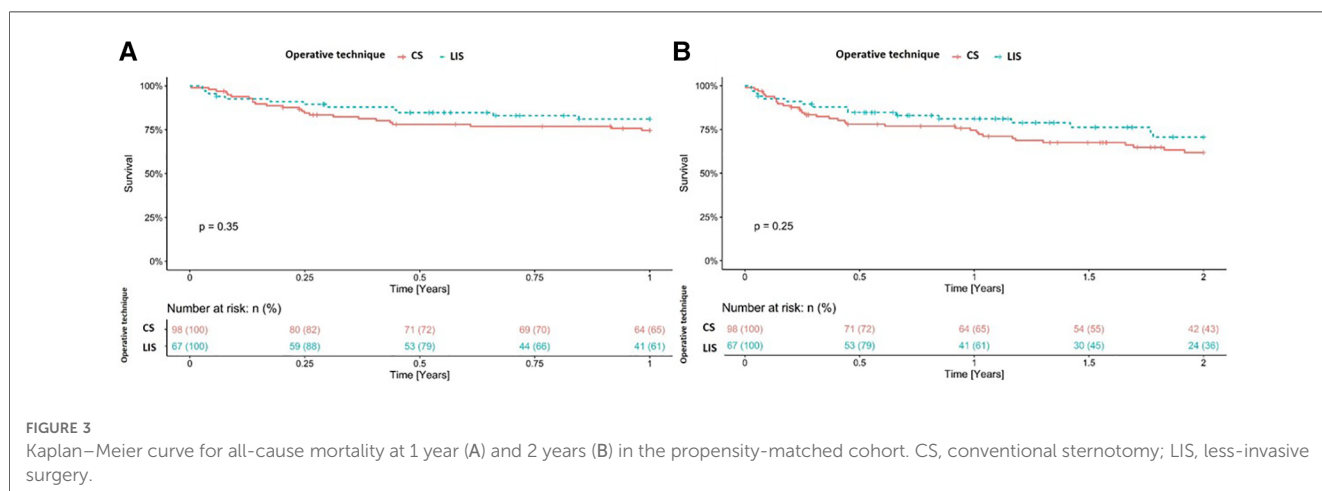 A
Operative technique CS LIS
100%
75%
50%
25%
0%
Survival
p = 0.35
0 0.25 0.5 0.75 1
Time [Years]
Number at risk: n (%)
Operative technique
CS 98 (100) 80 (82) 71 (72) 69 (70) 64 (65)
LIS 67 (100) 59 (88) 53 (79) 44 (66) 41 (61)
0 0.25 0.5 0.75 1
Time [Years]
B
Operative technique CS LIS
100%
75%
50%
25%
0%
Survival
p = 0.25
0 0.5 1 1.5 2
Time [Years]
Number at risk: n (%)
Operative technique
CS 98 (100) 71 (72) 64 (65) 54 (55) 42 (43)
LIS 67 (100) 53 (79) 41 (61) 30 (45) 24 (36)
0 0.5 1 1.5 2
Time [Years]
FIGURE 3
Kaplan–Meier curve for all-cause mortality at 1 year (A) and 2 years (B) in the propensity-matched cohort. CS, conventional sternotomy; LIS, less-invasive
surgery.